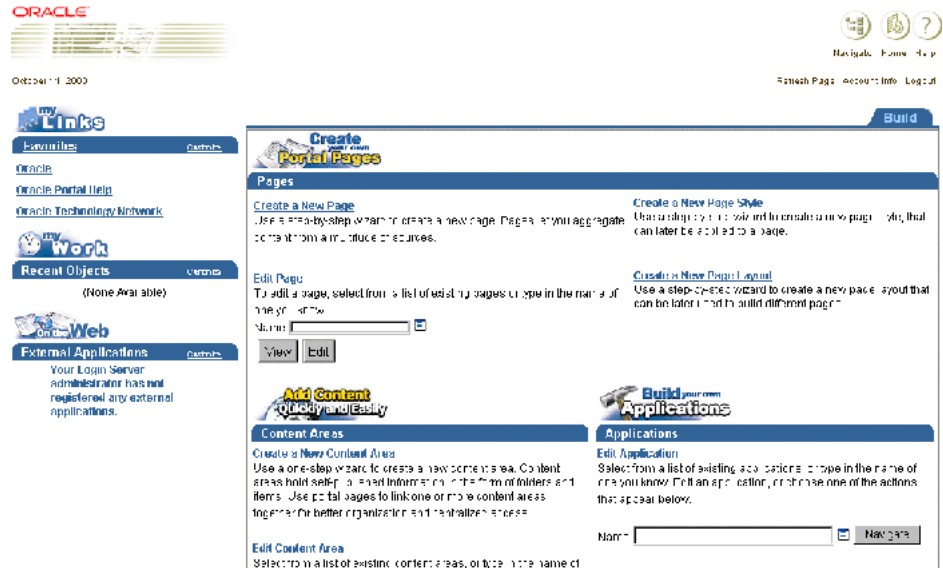 ORACLE
Navigate Home Help
October 11, 2000
Refresh Page Account Info Logout
my
Links
Build
Favorites Customize
Create
your own
Portal Pages
Oracle
Oracle Portal Help
Oracle Technology Network
Pages
Create a New Page
Use a step-by-step wizard to create a new page. Pages let you aggregate
content from a multitude of sources.
Create a New Page Style
Use a step-by-step wizard to create a new page style, that
can later be applied to a page.
my
Work
Recent Objects Customize
(None Available)
Edit Page
To edit a page, select from a list of existing pages or type in the name of
one you know.
Name
View Edit
Create a New Page Layout
Use a step-by-step wizard to create a new page layout that
can be later used to build different pages.
On the Web
External Applications Customize
Your Login Server
administrator has not
registered any external
applications.
Add Content
Quickly and Easily
Build your own
Applications
Content Areas
Create a New Content Area
Use a one-step wizard to create a new content area. Content
areas hold self-published information in the form of folders and
items. Use portal pages to link one or more content areas
together for better organization and centralized access.
Edit Content Area
Select from a list of existing content areas, or type in the name of
Applications
Edit Application
Select from a list of existing applications, or type in the name of
one you know. Edit an application, or choose one of the actions
that appear below.
Name Navigate